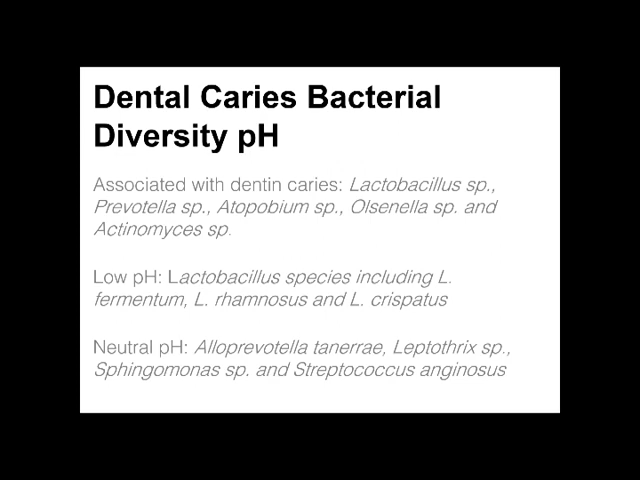 Dental Caries Bacterial
Diversity pH
Associated with dentin caries: Lactobacillus sp.,
Prevotella sp., Atopobium sp., Olsenella sp. and
Actinomyces sp.
Low pH: Lactobacillus species including L.
fermentum, L. rhamnosus and L. crispatus
Neutral pH: Alloprevotella tanerrae, Leptothrix sp.,
Sphingomonas sp. and Streptococcus anginosus